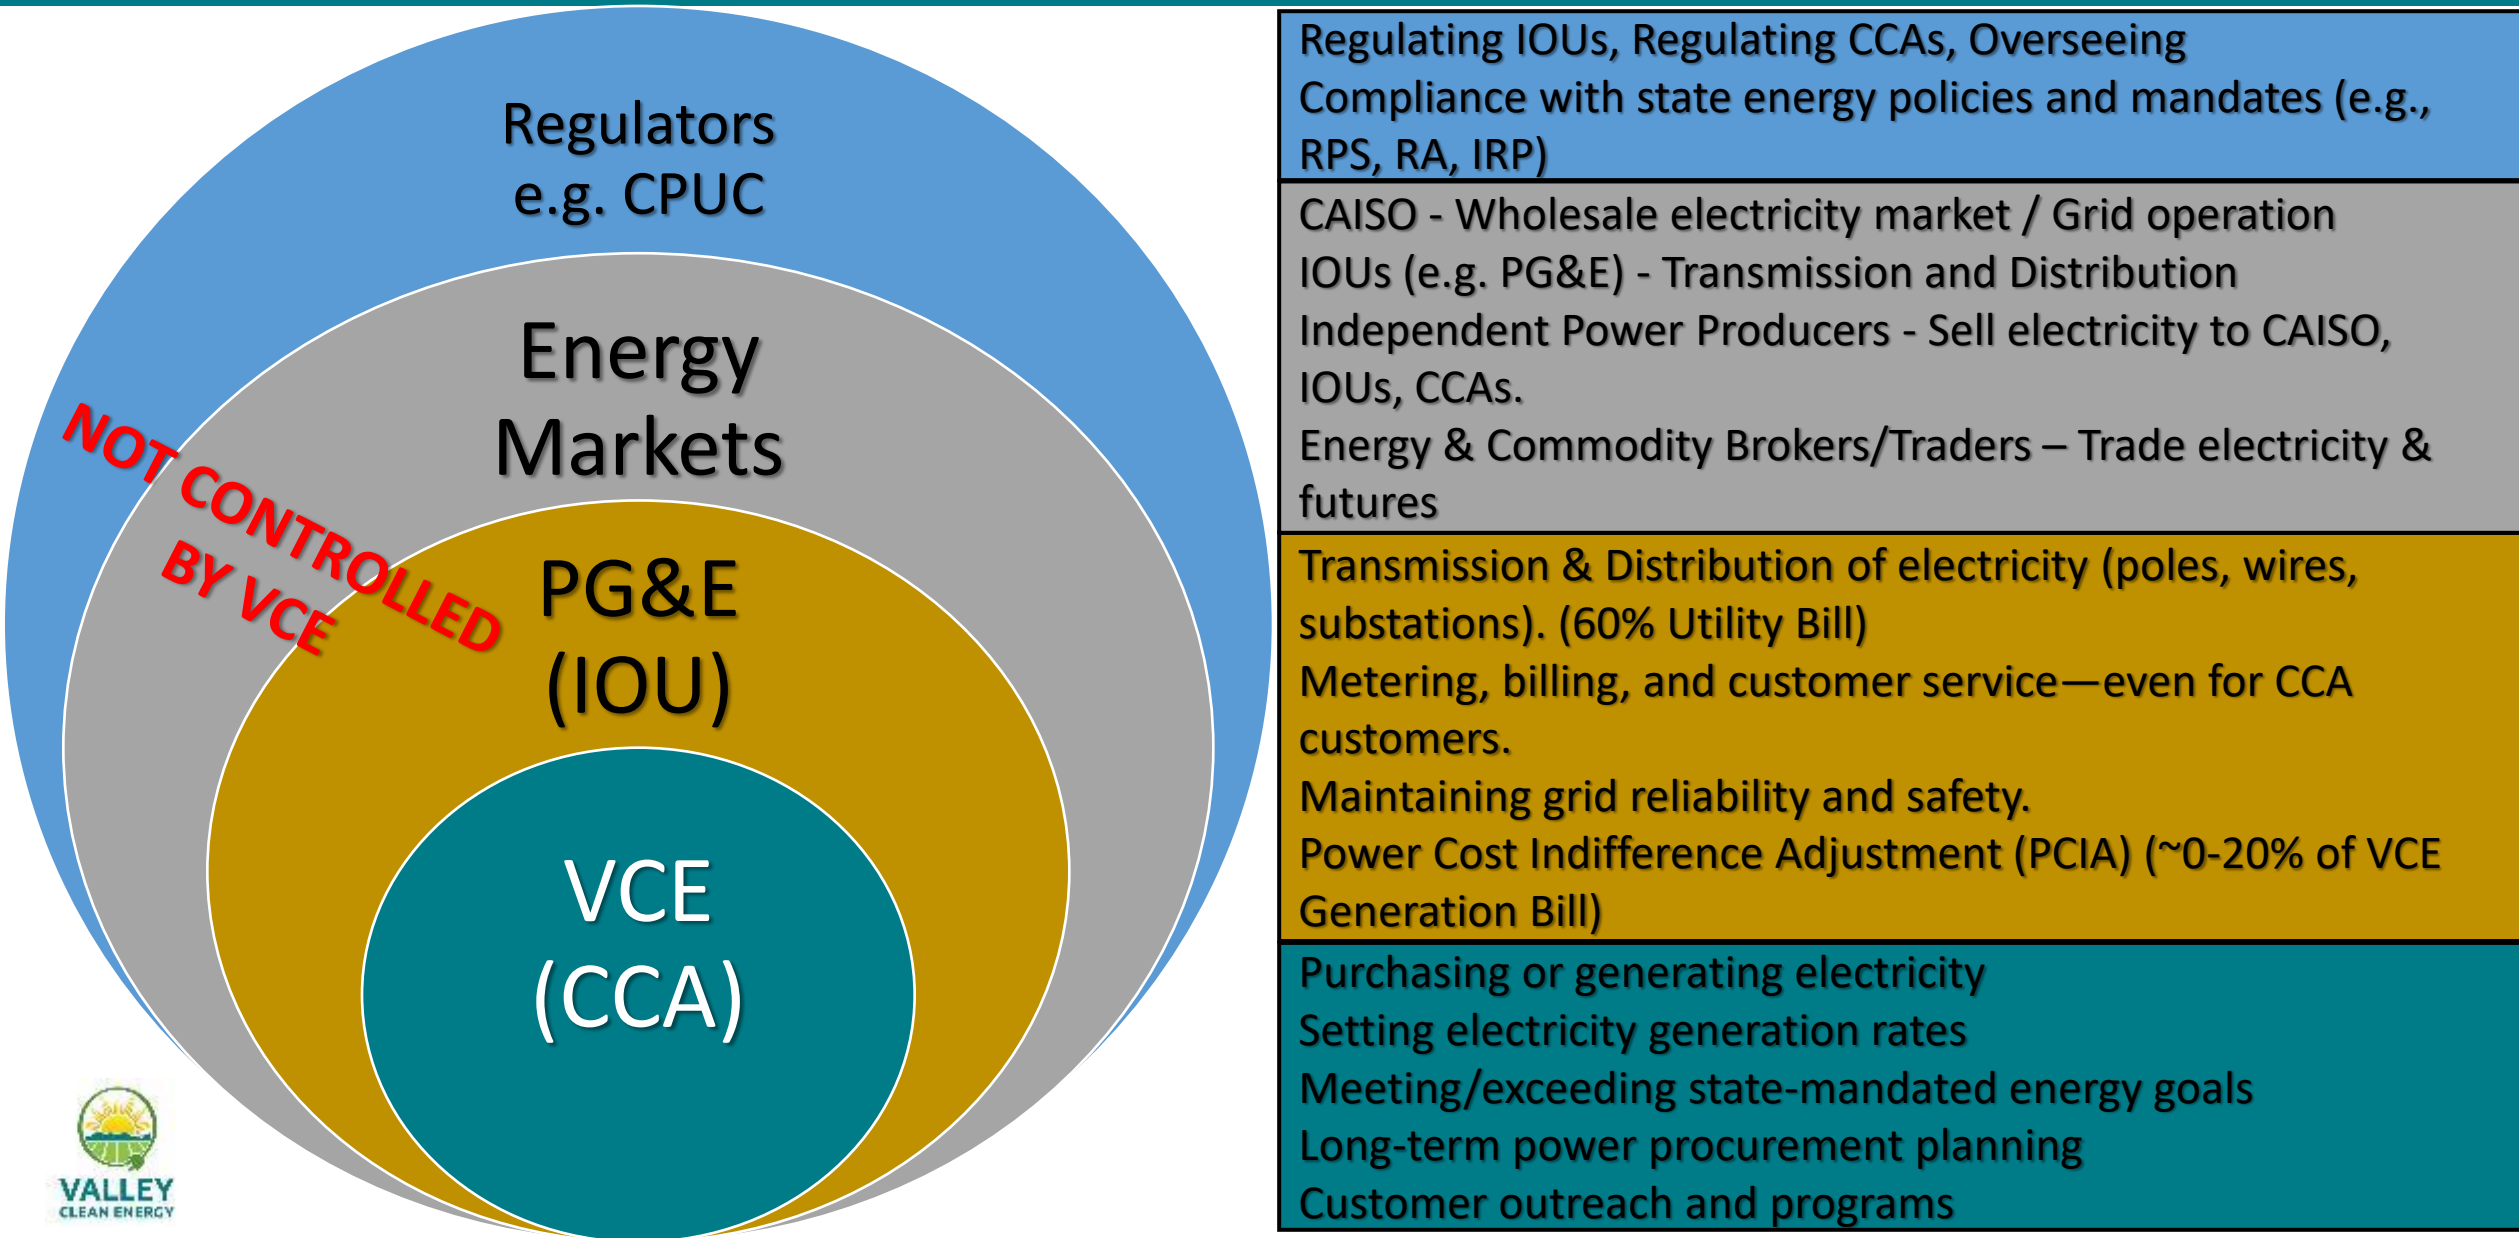 Regulators
e.g. CPUC
Energy
Markets
NOT CONTROLLED
BY VCE
PG&E
(IOU)
VCE
(CCA)
VALLEY
CLEAN ENERGY
Regulating IOUs, Regulating CCAs, Overseeing
Compliance with state energy policies and mandates (e.g.,
RPS, RA, IRP)
CAISO - Wholesale electricity market / Grid operation
IOUs (e.g. PG&E) - Transmission and Distribution
Independent Power Producers - Sell electricity to CAISO,
IOUs, CCAs.
Energy & Commodity Brokers/Traders – Trade electricity &
futures
Transmission & Distribution of electricity (poles, wires,
substations). (60% Utility Bill)
Metering, billing, and customer service—even for CCA
customers.
Maintaining grid reliability and safety.
Power Cost Indifference Adjustment (PCIA) (~0-20% of VCE
Generation Bill)
Purchasing or generating electricity
Setting electricity generation rates
Meeting/exceeding state-mandated energy goals
Long-term power procurement planning
Customer outreach and programs